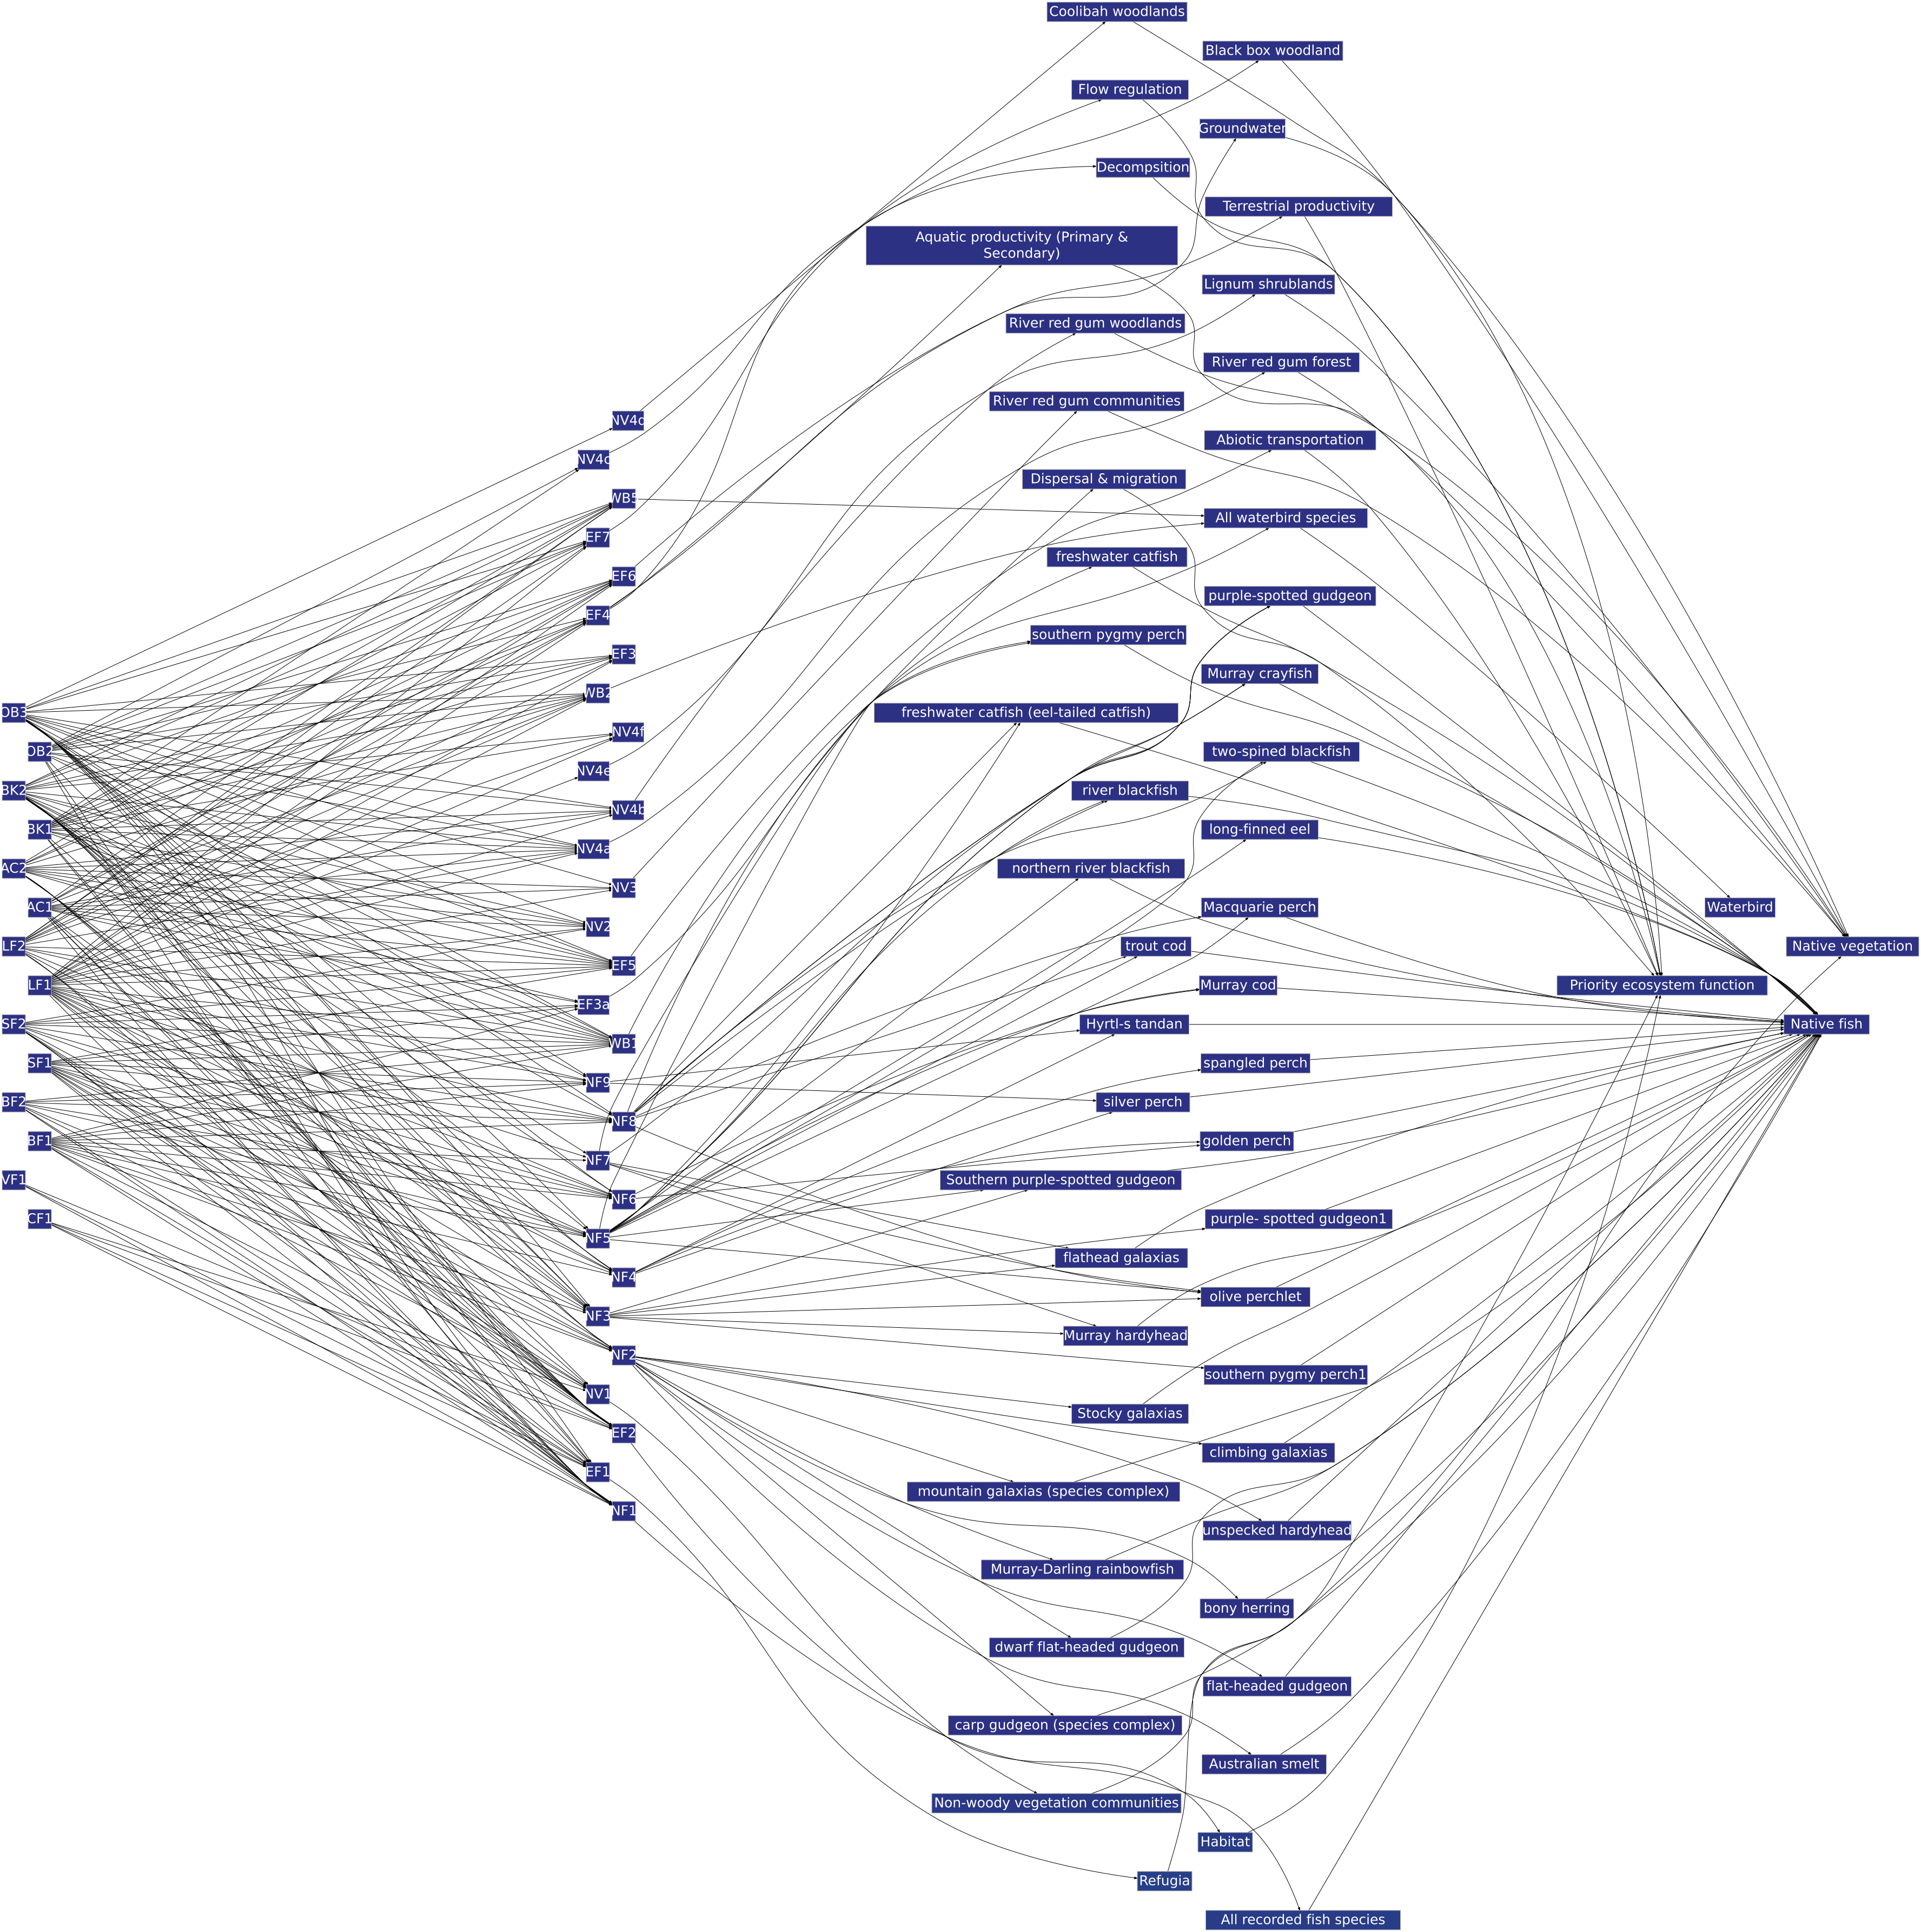 Coolibah woodlands
Black box woodland
Flow regulation
Groundwater
Decompsition
Terrestrial productivity
Aquatic productivity (Primary &
Secondary)
Lignum shrublands
River red gum woodlands
River red gum forest
River red gum communities
NV4d
Abiotic transportation
NV4c
Dispersal & migration
WB5
All waterbird species
EF7
freshwater catfish
EF6
purple-spotted gudgeon
EF4
southern pygmy perch
EF3
Murray crayfish
WB2
OB3
freshwater catfish (eel-tailed catfish)
NV4f
OB2
two-spined blackfish
NV4e
BK2
river blackfish
NV4b
BK1
long-finned eel
NV4a
AC2
northern river blackfish
NV3
AC1
Macquarie perch
Waterbird
NV2
LF2
trout cod
Native vegetation
EF5
LF1
Murray cod
Priority ecosystem function
EF3a
SF2
Hyrtl-s tandan
Native fish
WB1
SF1
spangled perch
NF9
BF2
silver perch
NF8
BF1
golden perch
NF7
VF1
Southern purple-spotted gudgeon
NF6
CF1
purple- spotted gudgeon1
NF5
flathead galaxias
NF4
olive perchlet
NF3
Murray hardyhead
NF2
southern pygmy perch1
NV1
Stocky galaxias
EF2
climbing galaxias
EF1
mountain galaxias (species complex)
NF1
unspecked hardyhead
Murray-Darling rainbowfish
bony herring
dwarf flat-headed gudgeon
flat-headed gudgeon
carp gudgeon (species complex)
Australian smelt
Non-woody vegetation communities
Habitat
Refugia
All recorded fish species